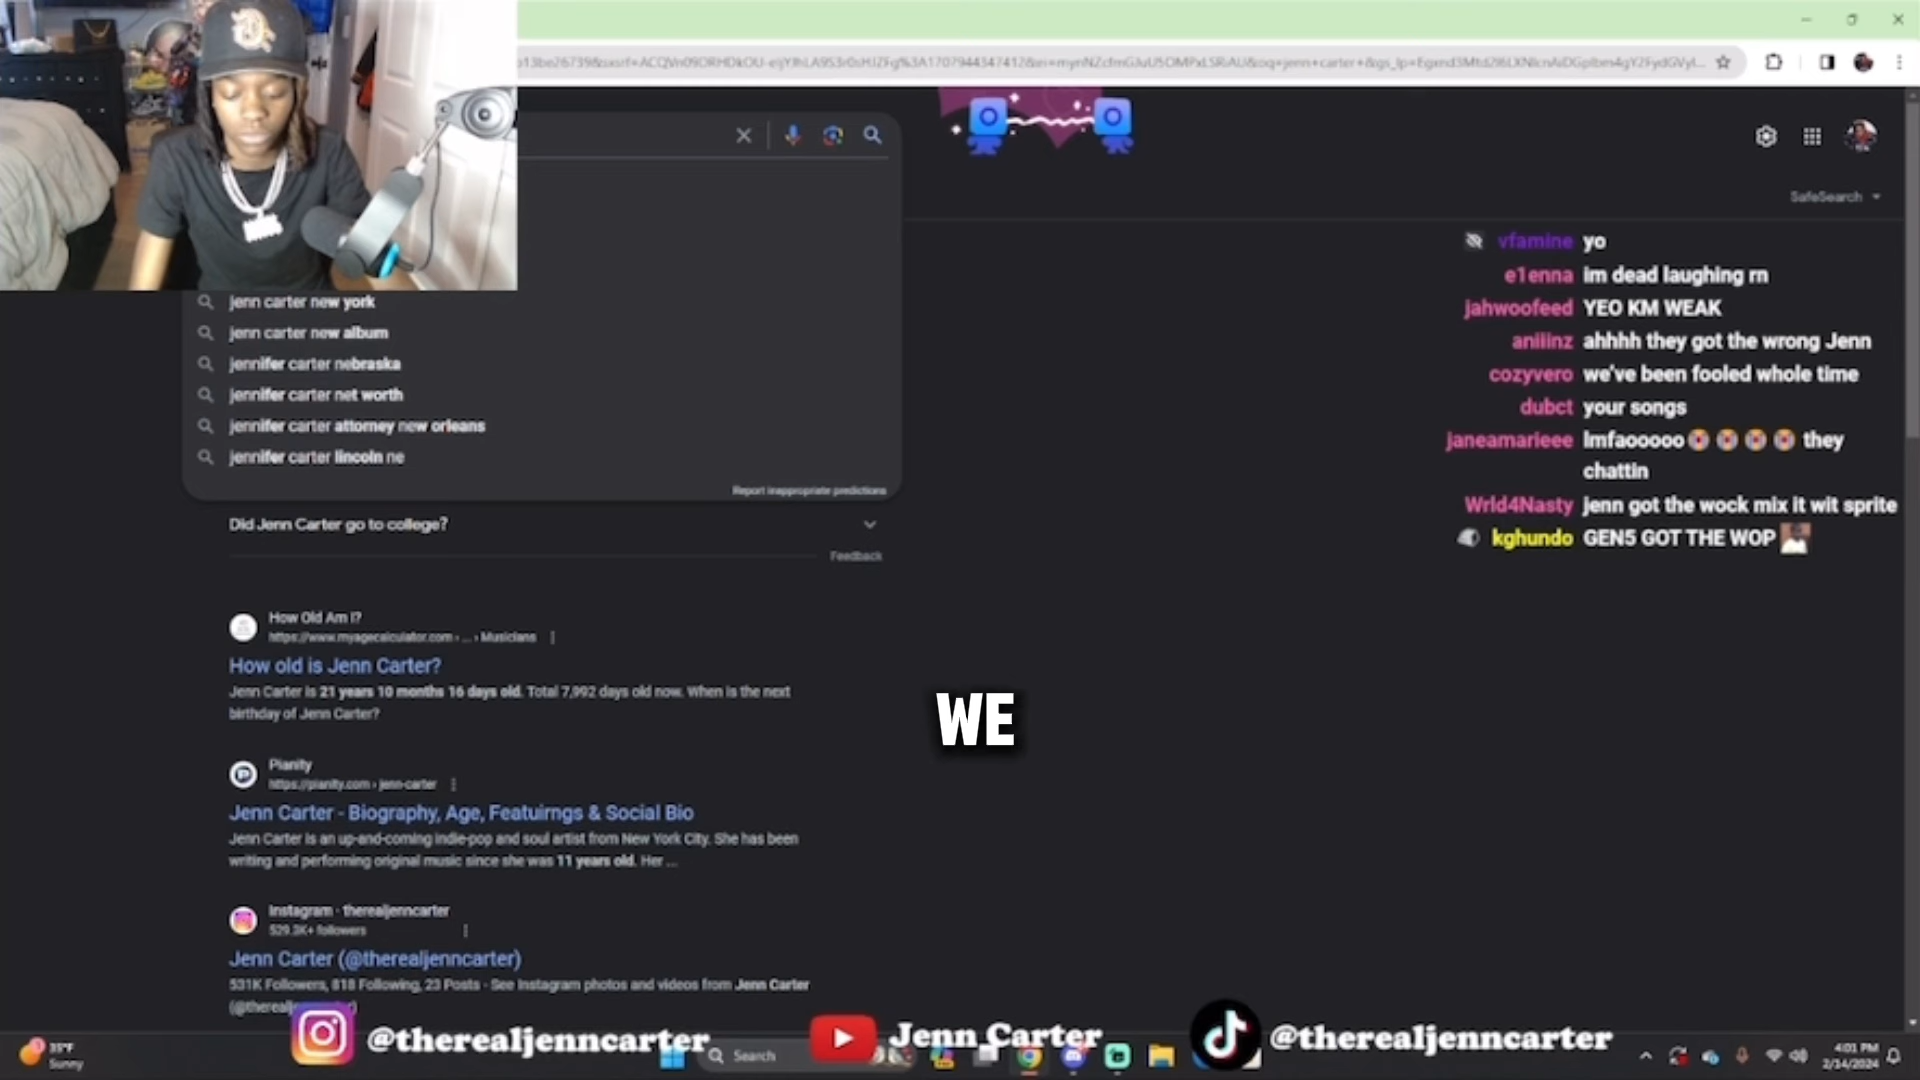 SafeSearch
jenn carter new york
jenn carter new album
jennifer carter nebraska
jennifer carter net worth
jennifer carter attorney new orleans
jennifer carter lincoln ne
Report inappropriate predictions
Did Jenn Carter go to college?
Feedback
How Old Am I?
https://www.myagecalculator.com › ... › Musicians
How old is Jenn Carter?
Jenn Carter is 21 years 10 months 16 days old. Total 7,992 days old now. When is the next
birthday of Jenn Carter?
Pianity
https://pianity.com › jenn-carter
Jenn Carter - Biography, Age, Featuirngs & Social Bio
Jenn Carter is an up-and-coming indie-pop and soul artist from New York City. She has been
writing and performing original music since she was 11 years old. Her ...
Instagram · therealjenncarter
529.3K+ followers
Jenn Carter (@therealjenncarter)
531K Followers, 818 Following, 23 Posts - See Instagram photos and videos from Jenn Carter
vfamine yo
e1enna im dead laughing rn
jahwoofeed YEO KM WEAK
aniiinz ahhhh they got the wrong Jenn
cozyvero we've been fooled whole time
dubct your songs
janeamarieee lmfaooooo they
chattin
Wrld4Nasty jenn got the wock mix it wit sprite
kghundo GEN5 GOT THE WOP
WE
@therealjenncarter
Jenn Carter
@therealjenncarter
35°F
Sunny
Search
4:01 PM
2/14/2024